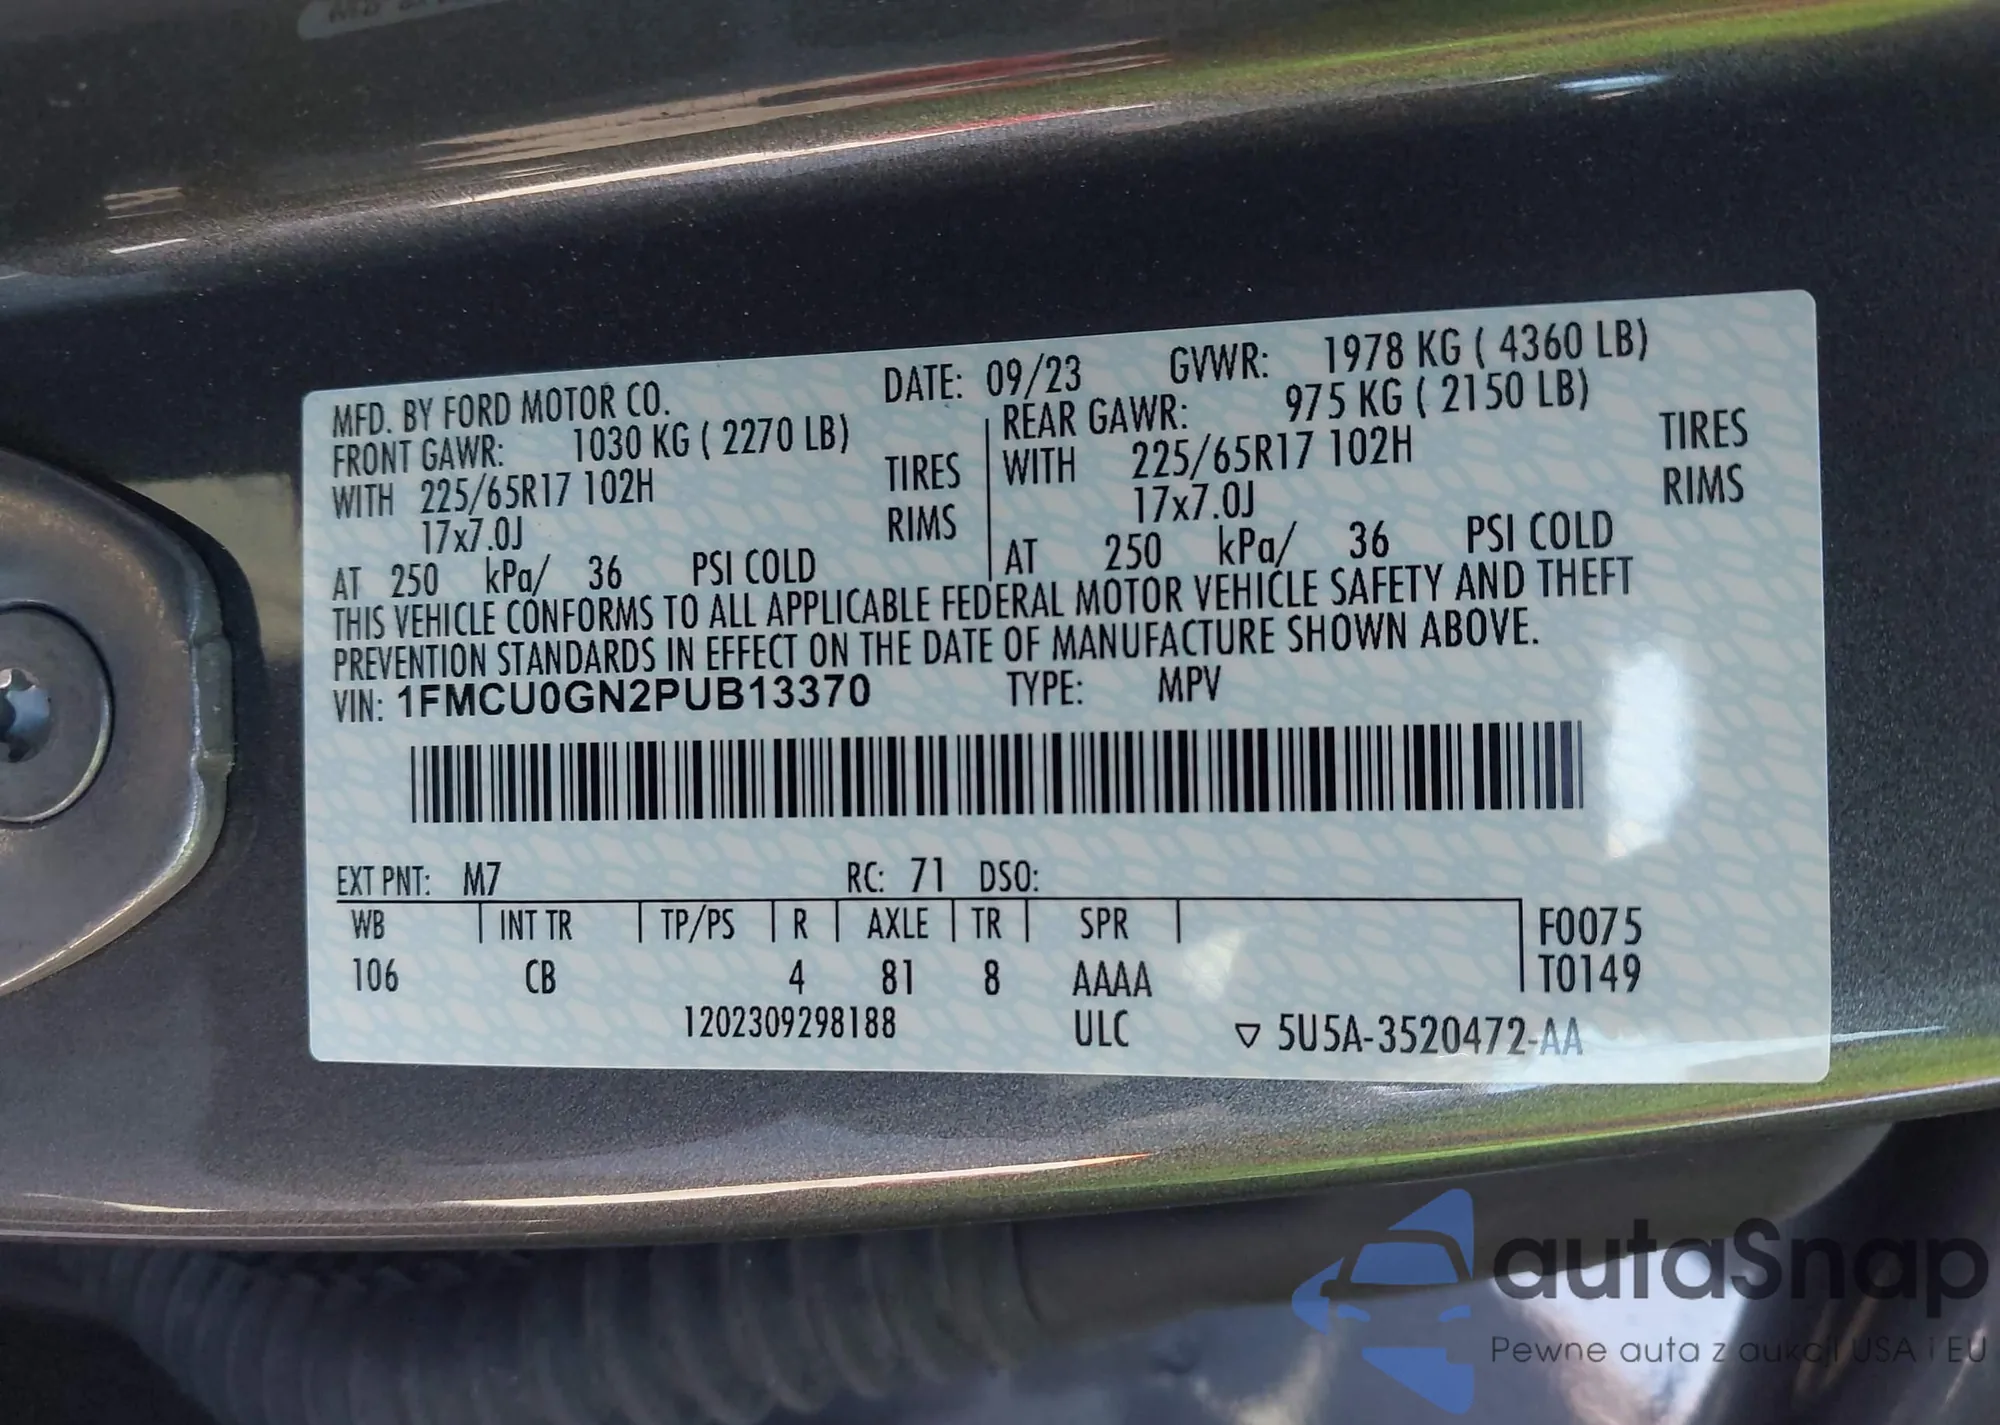 MFD. BY FORD MOTOR CO. DATE: 09/23 GVWR: 1978 KG ( 4360 LB)
FRONT GAWR: 1030 KG ( 2270 LB) REAR GAWR: 975 KG ( 2150 LB)
WITH 225/65R17 102H TIRES WITH 225/65R17 102H TIRES
17x7.0J RIMS 17x7.0J RIMS
AT 250 kPa/ 36 PSI COLD AT 250 kPa/ 36 PSI COLD
THIS VEHICLE CONFORMS TO ALL APPLICABLE FEDERAL MOTOR VEHICLE SAFETY AND THEFT
PREVENTION STANDARDS IN EFFECT ON THE DATE OF MANUFACTURE SHOWN ABOVE.
VIN: 1FMCU0GN2PUB13370 TYPE: MPV
EXT PNT: M7 RC: 71 DSO:
WB INT TR TP/PS R AXLE TR SPR F0075
106 CB 4 81 8 AAAA T0149
1202309298188 ULC ▽ 5U5A-3520472-AA
autaSnap
Pewne auta z aukcji USA i EU